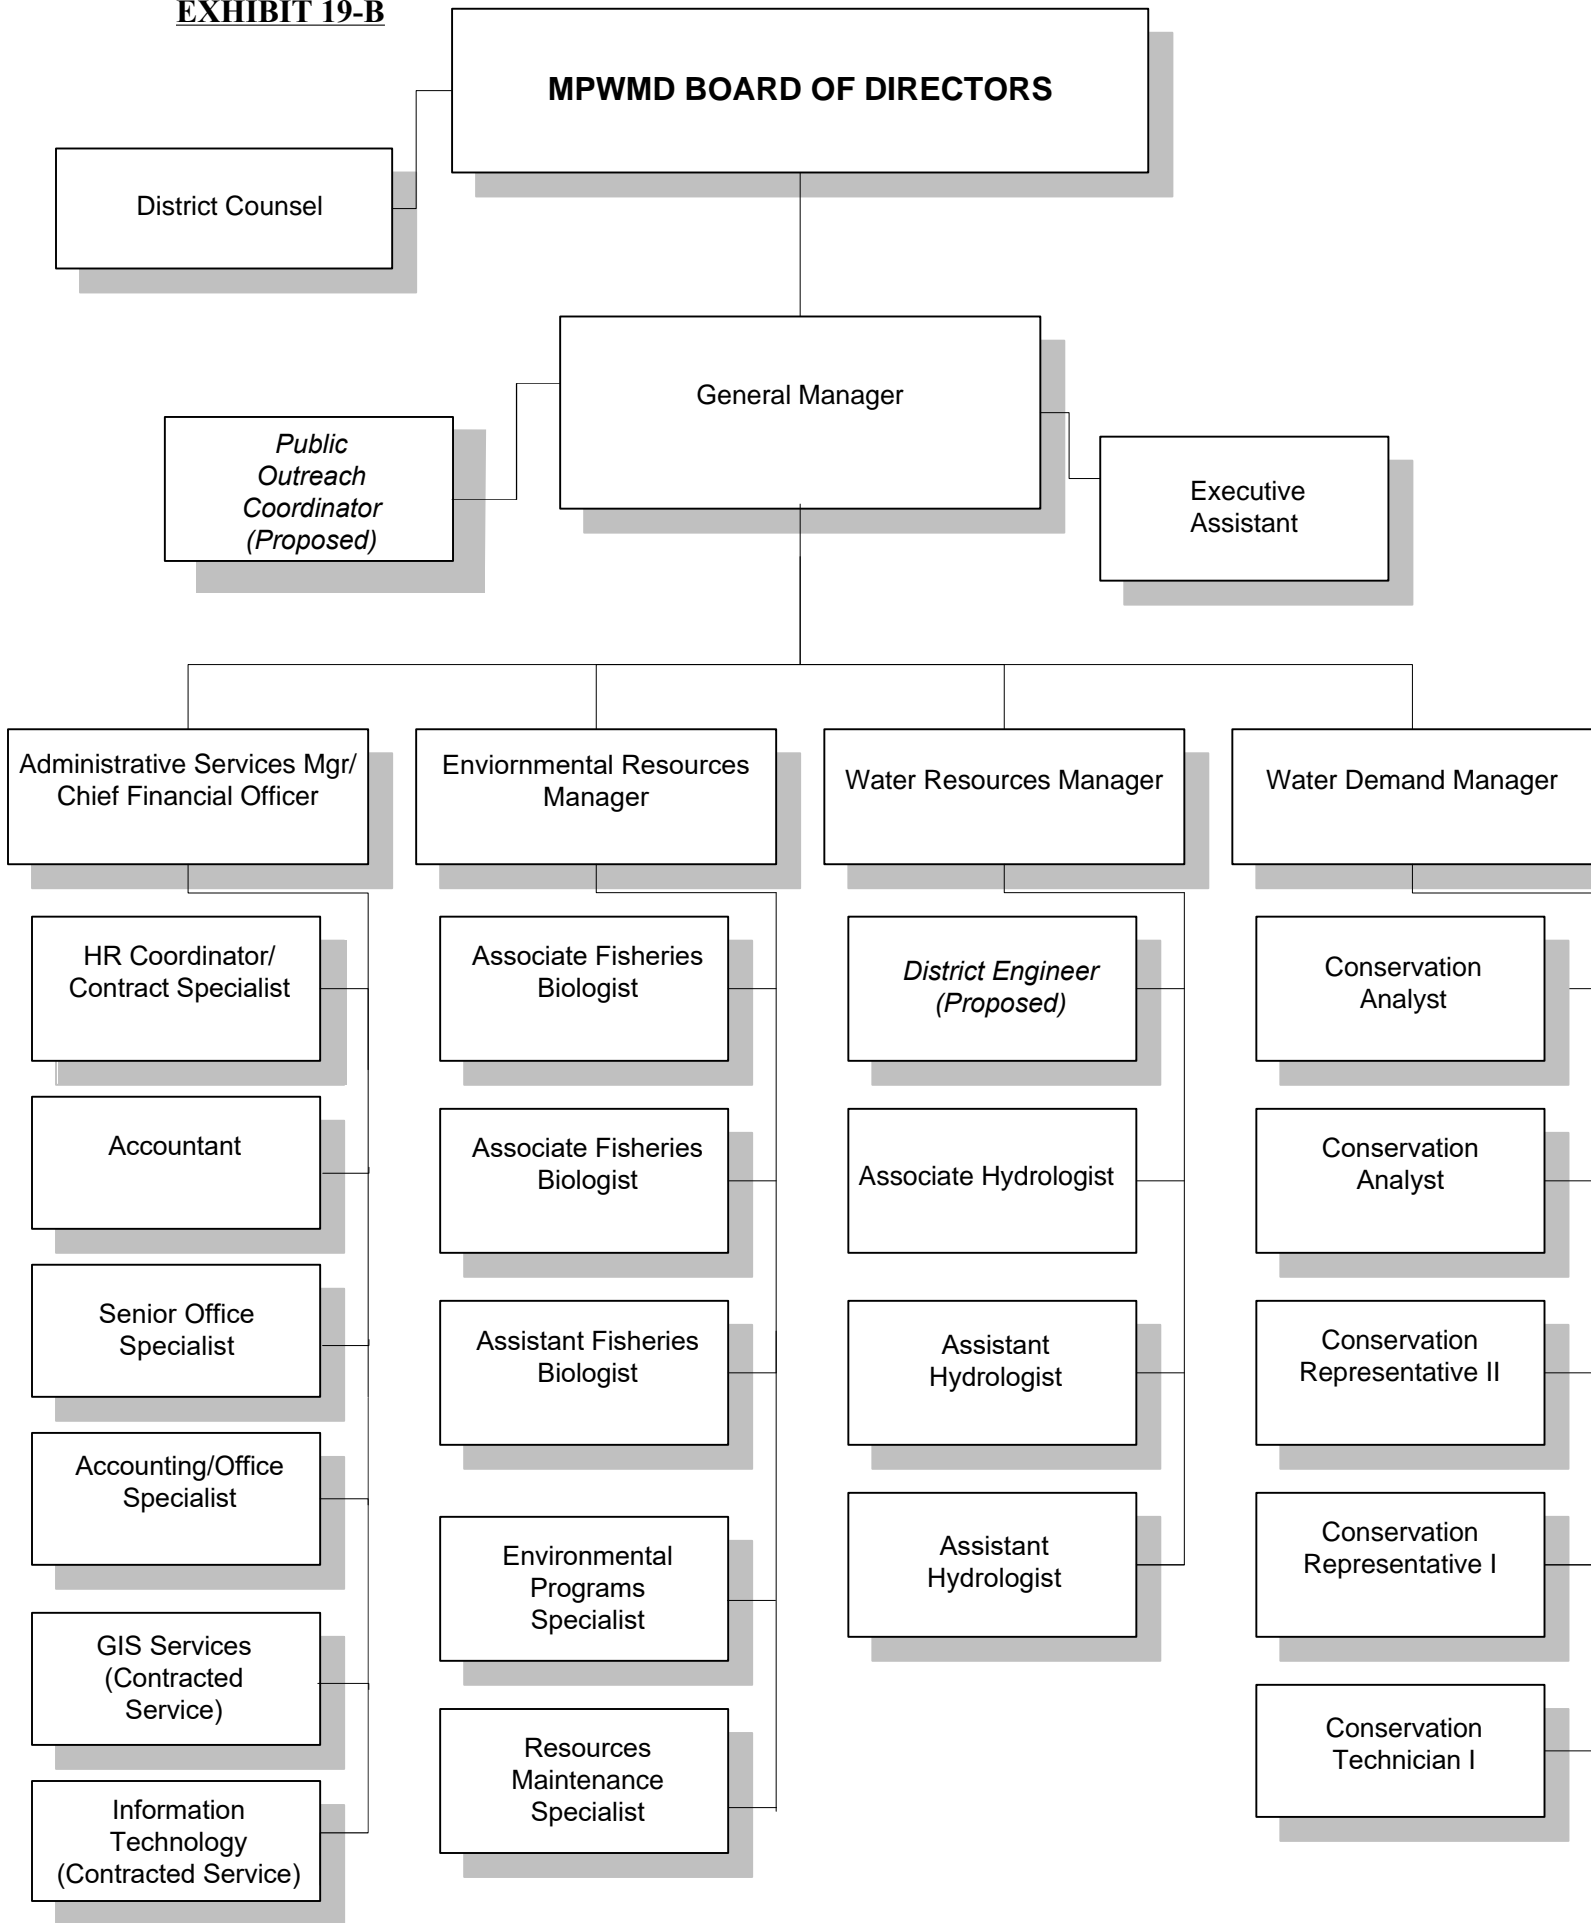 EXHIBIT 19-B
MPWMD BOARD OF DIRECTORS
District Counsel
General Manager
Public
Outreach
Coordinator
(Proposed)
Executive
Assistant
Administrative Services Mgr/
Chief Financial Officer
Enviornmental Resources
Manager
Water Resources Manager
Water Demand Manager
HR Coordinator/
Contract Specialist
Accountant
Senior Office
Specialist
Accounting/Office
Specialist
GIS Services
(Contracted
Service)
Information
Technology
(Contracted Service)
Associate Fisheries
Biologist
Associate Fisheries
Biologist
Assistant Fisheries
Biologist
Environmental
Programs
Specialist
Resources
Maintenance
Specialist
District Engineer
(Proposed)
Associate Hydrologist
Assistant
Hydrologist
Assistant
Hydrologist
Conservation
Analyst
Conservation
Analyst
Conservation
Representative II
Conservation
Representative I
Conservation
Technician I